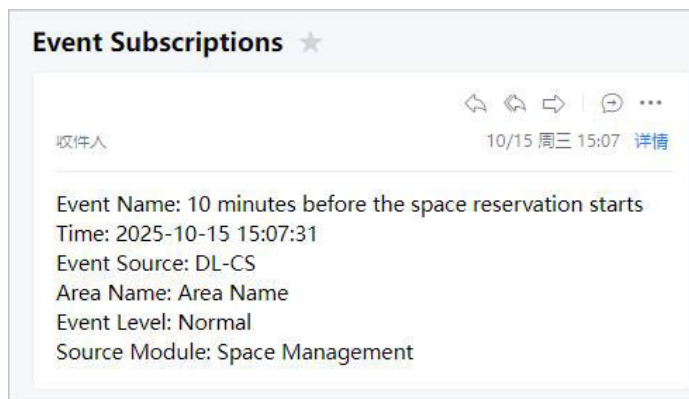 Event Subscriptions
收件人
10/15 周三 15:07 详情
Event Name: 10 minutes before the space reservation starts
Time: 2025-10-15 15:07:31
Event Source: DL-CS
Area Name: Area Name
Event Level: Normal
Source Module: Space Management